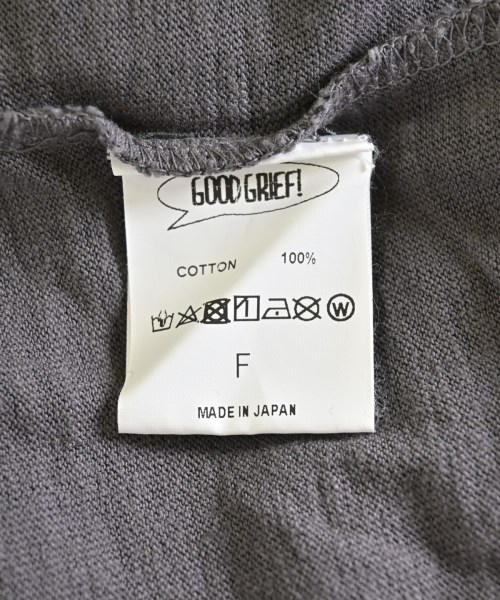 GOOD GRIEF!
COTTON 100%
W
F
MADE IN JAPAN